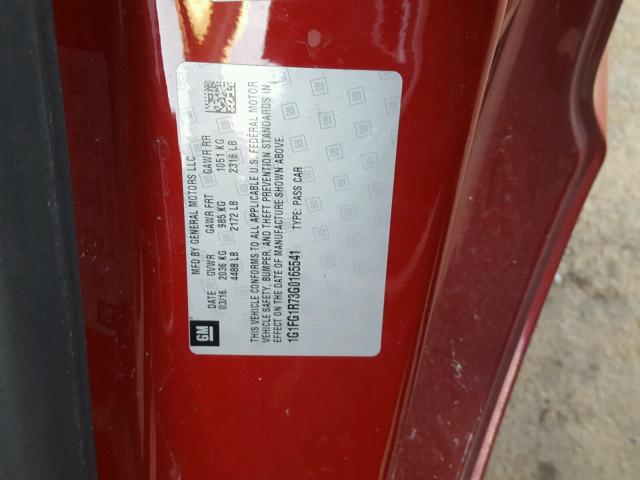 MFD BY GENERAL MOTORS LLC
DATE GVWR GAWR FRT GAWR RR
03/16 2036 KG 985 KG 1051 KG
4488 LB 2172 LB 2316 LB
THIS VEHICLE CONFORMS TO ALL APPLICABLE U.S. FEDERAL MOTOR
VEHICLE SAFETY, BUMPER, AND THEFT PREVENTION STANDARDS IN
EFFECT ON THE DATE OF MANUFACTURE SHOWN ABOVE.
1G1FG1R73G0165541 TYPE: PASS CAR
GM